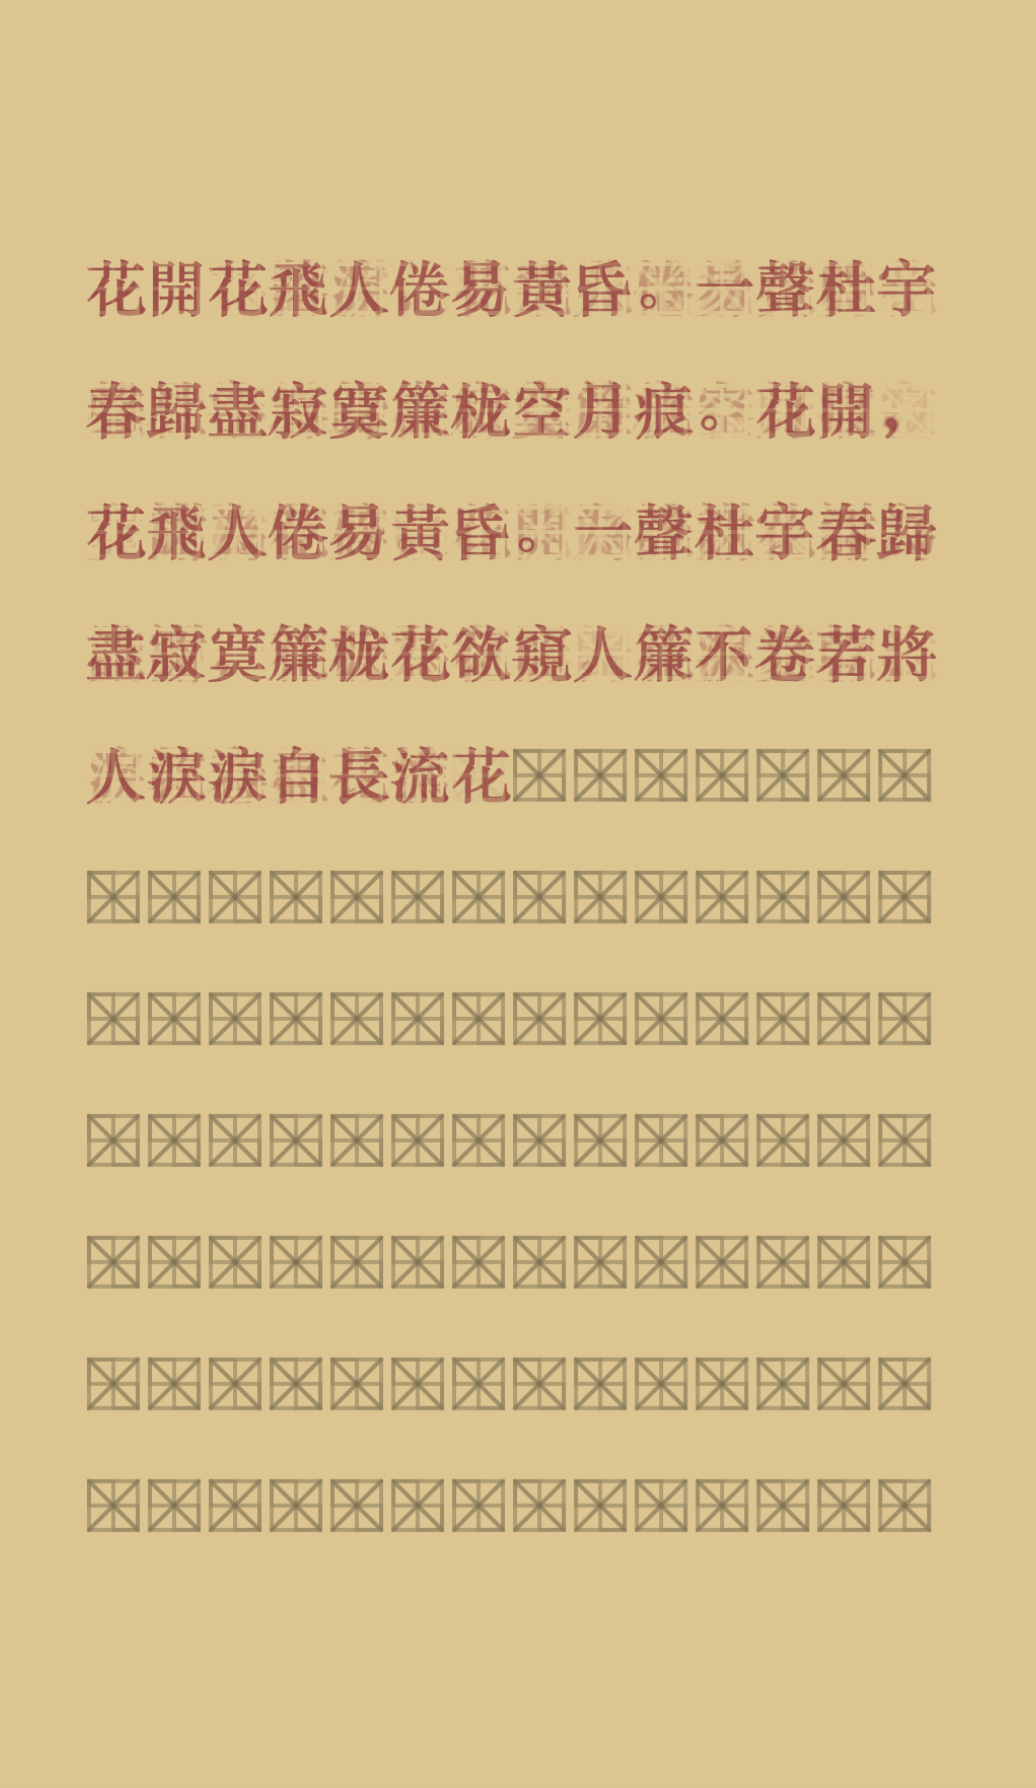 花開花飛人倦易黃昏。一聲杜宇
春歸盡寂寞簾栊空月痕。花開，
花飛人倦易黃昏。一聲杜宇春歸
盡寂寞簾栊花欲窺人簾不卷若將
人淚淚自長流花